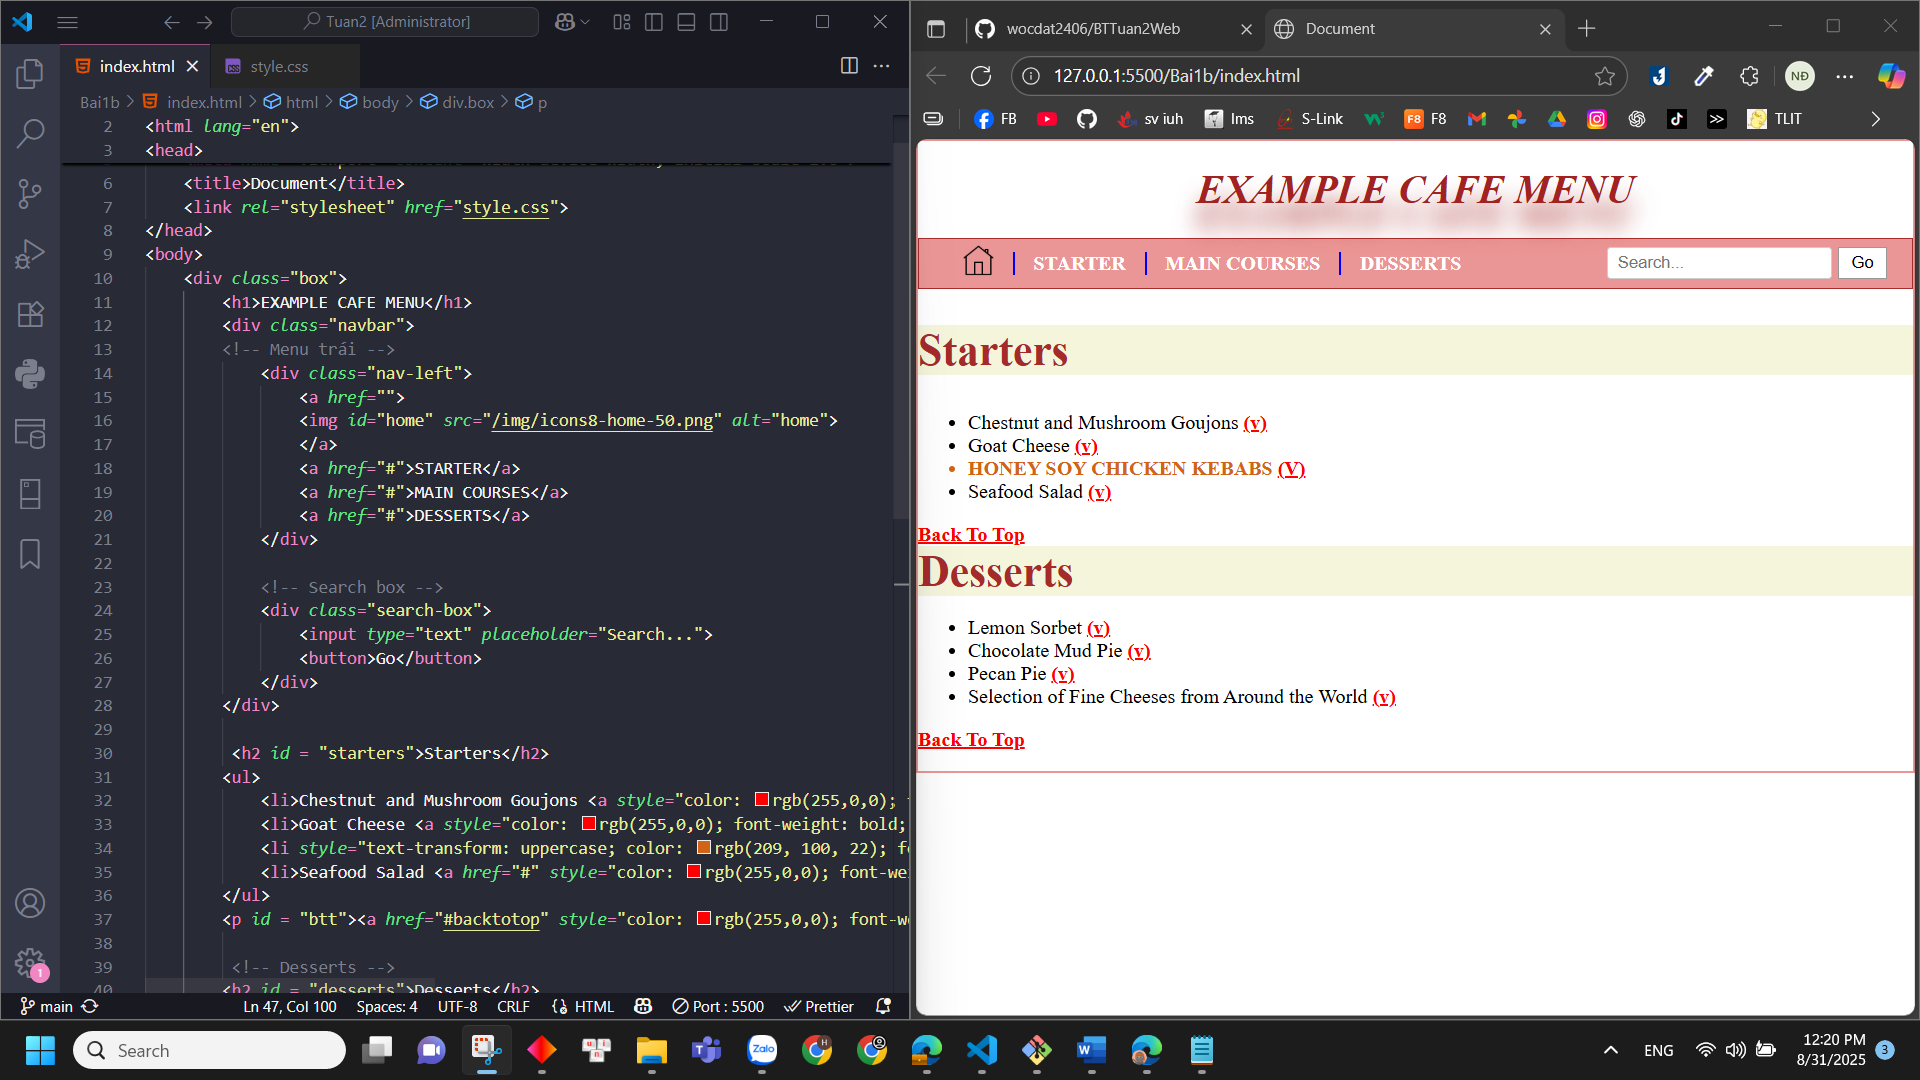 Tuan2 [Administrator]
index.html
style.css
Bai1b > index.html > html > body > div.box > p
2 <html lang="en">
3 <head>
6 <title>Document</title>
7 <link rel="stylesheet" href="style.css">
8 </head>
9 <body>
10 <div class="box">
11 <h1>EXAMPLE CAFE MENU</h1>
12 <div class="navbar">
13 <!-- Menu trái -->
14 <div class="nav-left">
15 <a href="">
16 <img id="home" src="/img/icons8-home-50.png" alt="home">
17 </a>
18 <a href="#">STARTER</a>
19 <a href="#">MAIN COURSES</a>
20 <a href="#">DESSERTS</a>
21 </div>
22
23 <!-- Search box -->
24 <div class="search-box">
25 <input type="text" placeholder="Search...">
26 <button>Go</button>
27 </div>
28 </div>
29
30 <h2 id = "starters">Starters</h2>
31 <ul>
32 <li>Chestnut and Mushroom Goujons <a style="color: rgb(255,0,0);
33 <li>Goat Cheese <a style="color: rgb(255,0,0); font-weight: bold;
34 <li style="text-transform: uppercase; color: rgb(209, 100, 22);
35 <li>Seafood Salad <a href="#" style="color: rgb(255,0,0); font-we
36 </ul>
37 <p id = "btt"><a href="#backtotop" style="color: rgb(255,0,0); font-w
38
39 <!-- Desserts -->
40 <h2 id = "desserts">Desserts</h2>
1
main
Ln 47, Col 100
Spaces: 4
UTF-8
CRLF
HTML
Port : 5500
Prettier
wocdat2406/BTTuan2Web
Document
127.0.0.1:5500/Bai1b/index.html
NĐ
FB
sv iuh
lms
S-Link
F8
F8
TLIT
EXAMPLE CAFE MENU
STARTER
MAIN COURSES
DESSERTS
Search...
Go
Starters
Chestnut and Mushroom Goujons (v)
Goat Cheese (v)
HONEY SOY CHICKEN KEBABS (V)
Seafood Salad (v)
Back To Top
Desserts
Lemon Sorbet (v)
Chocolate Mud Pie (v)
Pecan Pie (v)
Selection of Fine Cheeses from Around the World (v)
Back To Top
Search
Zalo
ENG
12:20 PM
8/31/2025
3